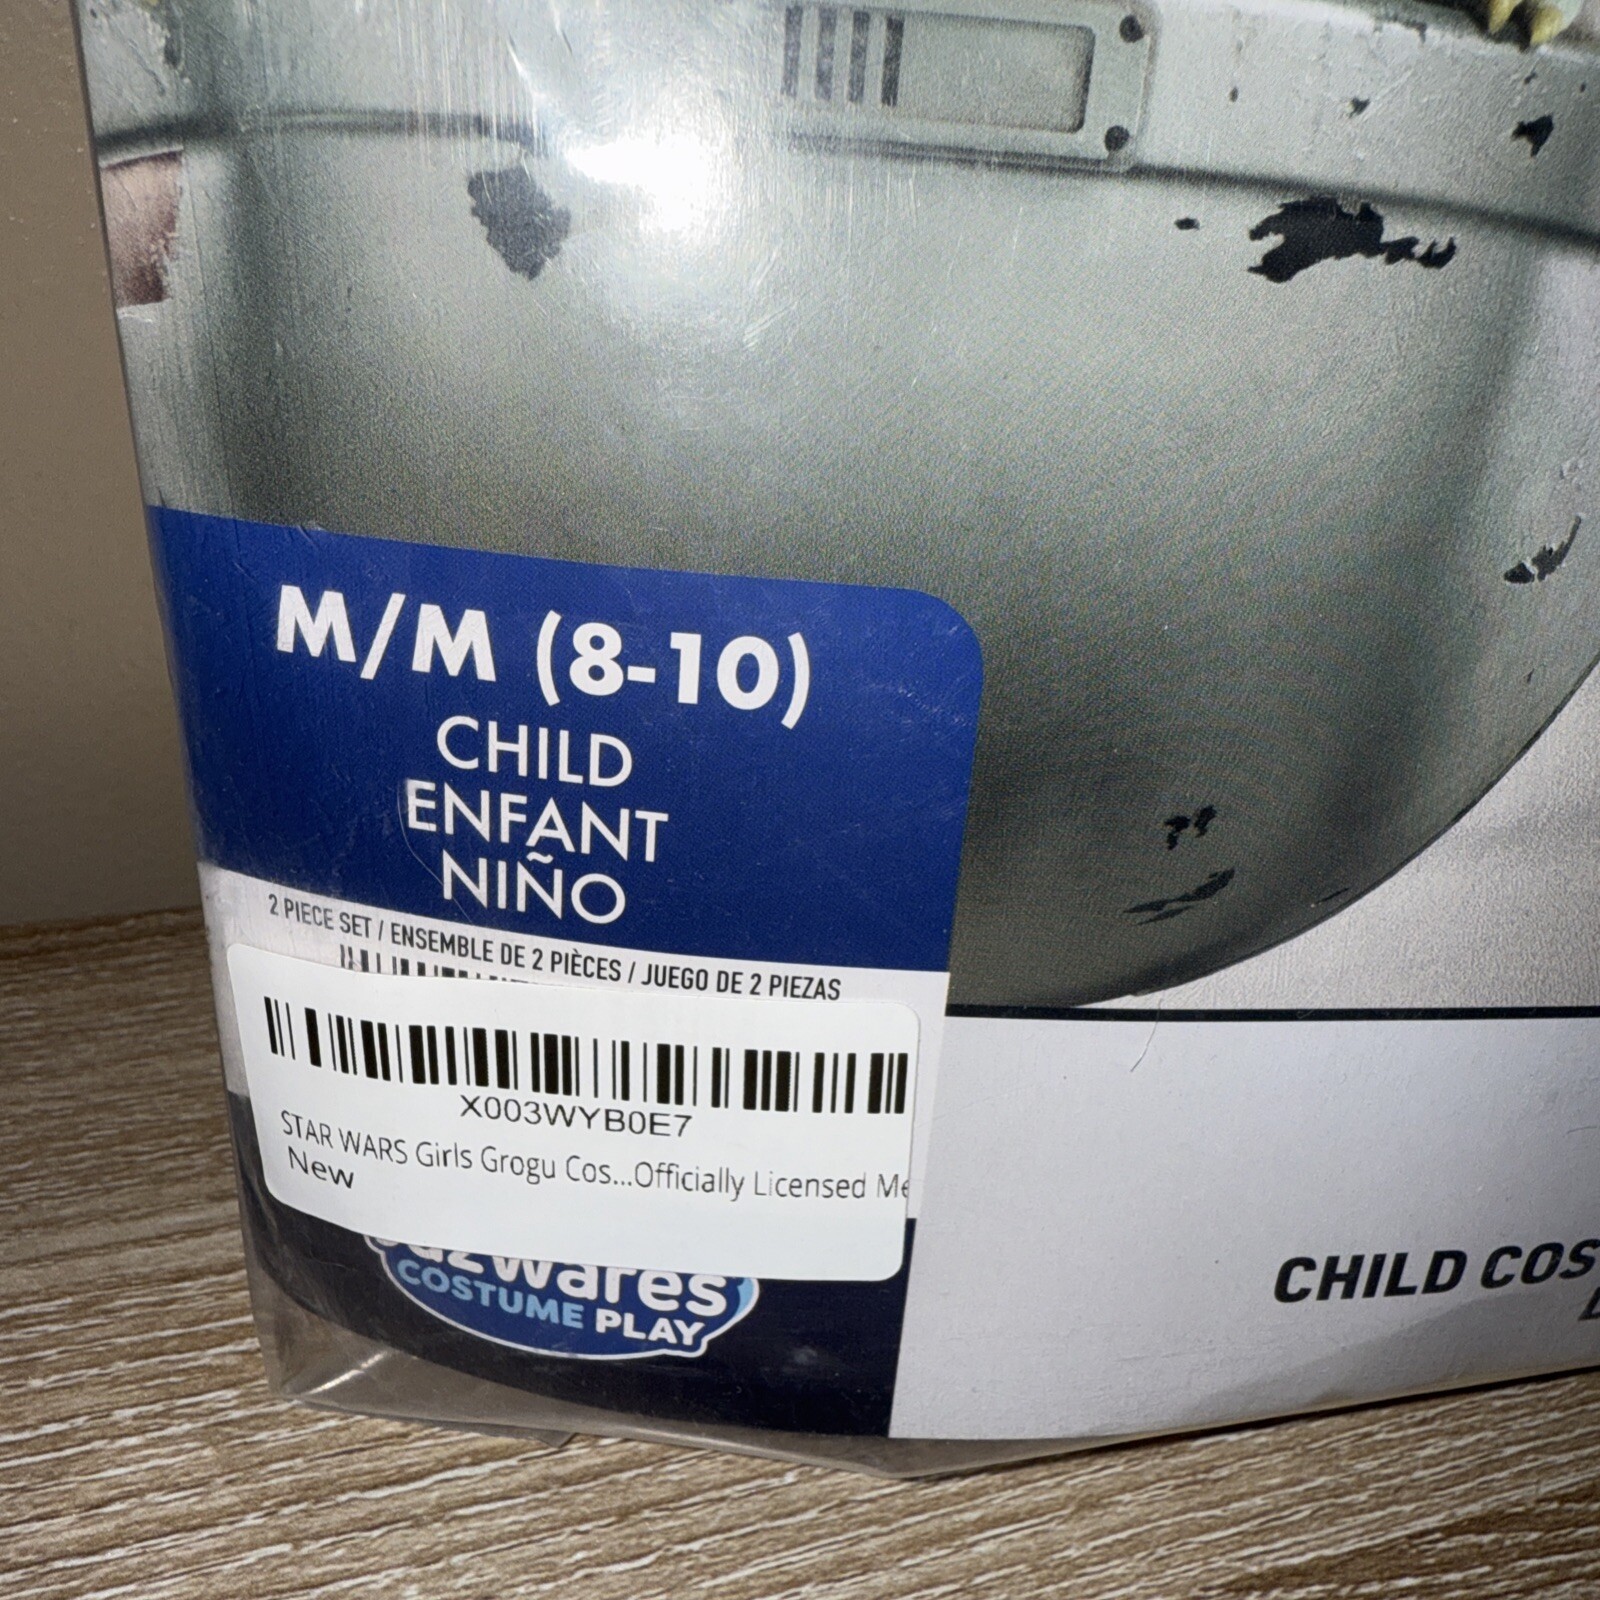 M/M (8-10)
CHILD
ENFANT
NIÑO
2 PIECE SET / ENSEMBLE DE 2 PIÈCES / JUEGO DE 2 PIEZAS
X003WYB0E7
STAR WARS Girls Grogu Cos...Officially Licensed Me
New
COSTUME PLAY
CHILD COS